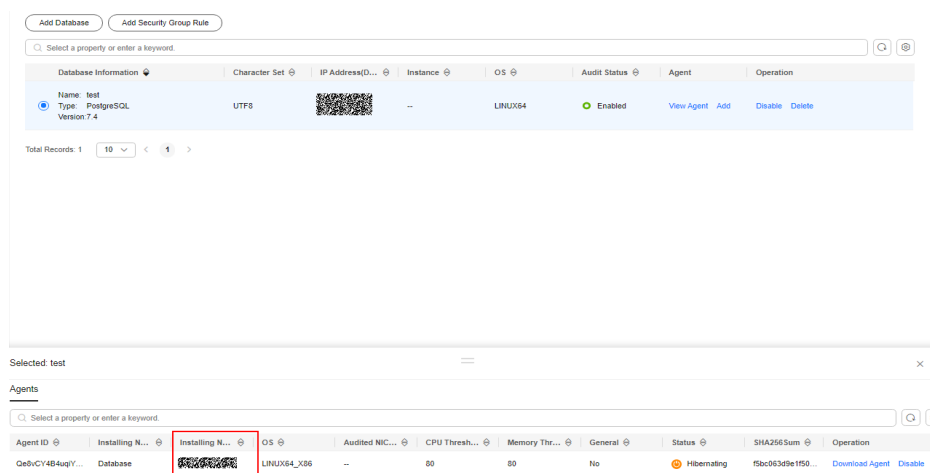 Add Database Add Security Group Rule
Select a property or enter a keyword.
Database Information Character Set IP Address(D... Instance OS Audit Status Agent Operation
Name: test
Type: PostgreSQL UTF8 -- LINUX64 Enabled View Agent Add Disable Delete
Version:7.4
Total Records: 1 10 < 1 >
Selected: test
Agents
Select a property or enter a keyword.
Agent ID Installing N... Installing N... OS Audited NIC... CPU Thresh... Memory Thr... General Status SHA256Sum Operation
Qe8vCY4B4uqiY... Database LINUX64_X86 -- 80 80 No Hibernating f5bc063d9e1f50... Download Agent Disable